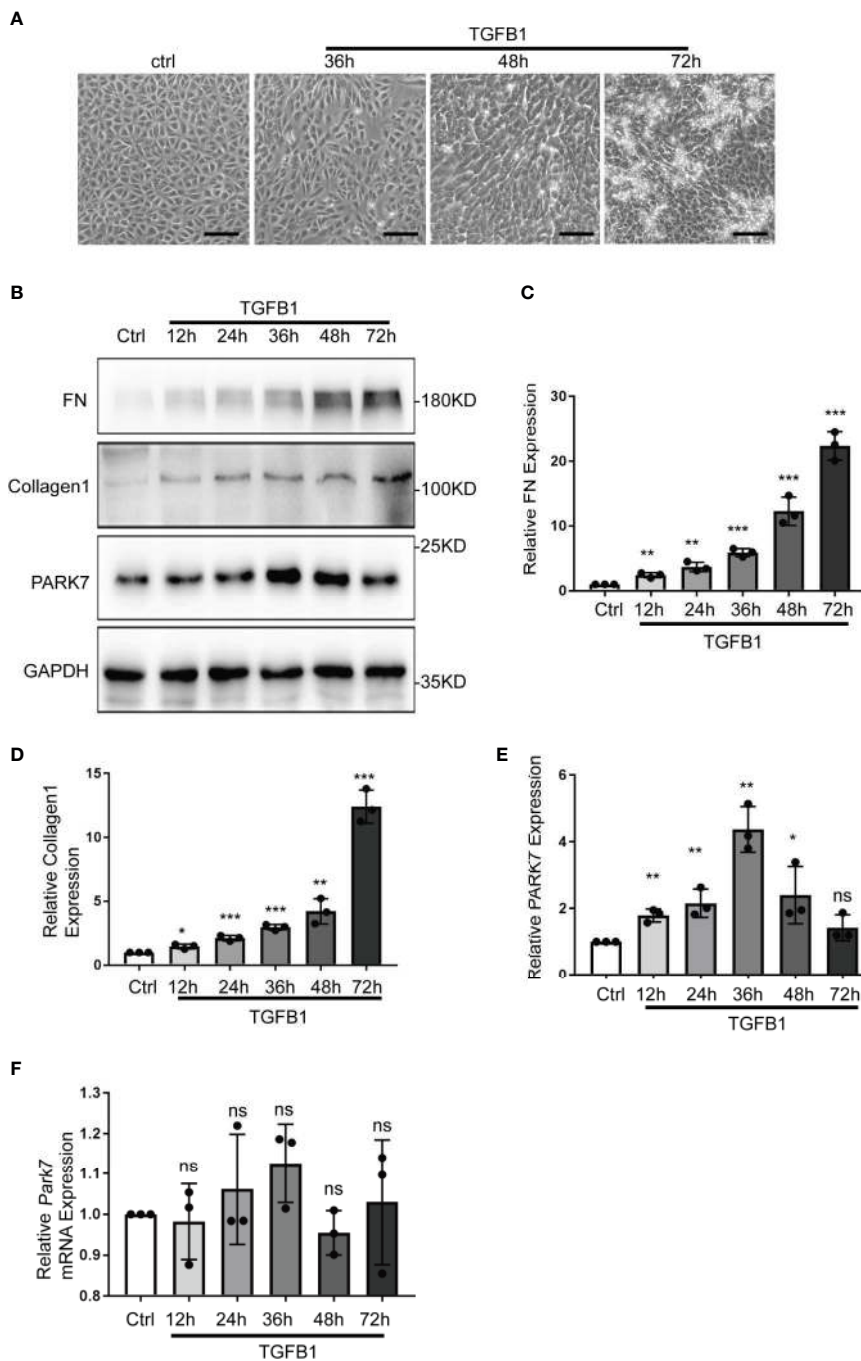 A
TGFB1
ctrl 36h 48h 72h
B
TGFB1
Ctrl 12h 24h 36h 48h 72h
FN -180KD
Collagen1 -100KD
-25KD
PARK7
GAPDH -35KD
C
Relative FN Expression
30
20
10
0
** ** *** *** ***
Ctrl 12h 24h 36h 48h 72h
TGFB1
D
Relative Collagen1
Expression
15
10
5
0
* *** *** ** ***
Ctrl 12h 24h 36h 48h 72h
TGFB1
E
Relative PARK7 Expression
6
4
2
0
** ** ** * ns
Ctrl 12h 24h 36h 48h 72h
TGFB1
F
Relative Park7
mRNA Expression
1.3
1.2
1.1
1.0
0.9
0.8
ns ns ns ns ns
Ctrl 12h 24h 36h 48h 72h
TGFB1